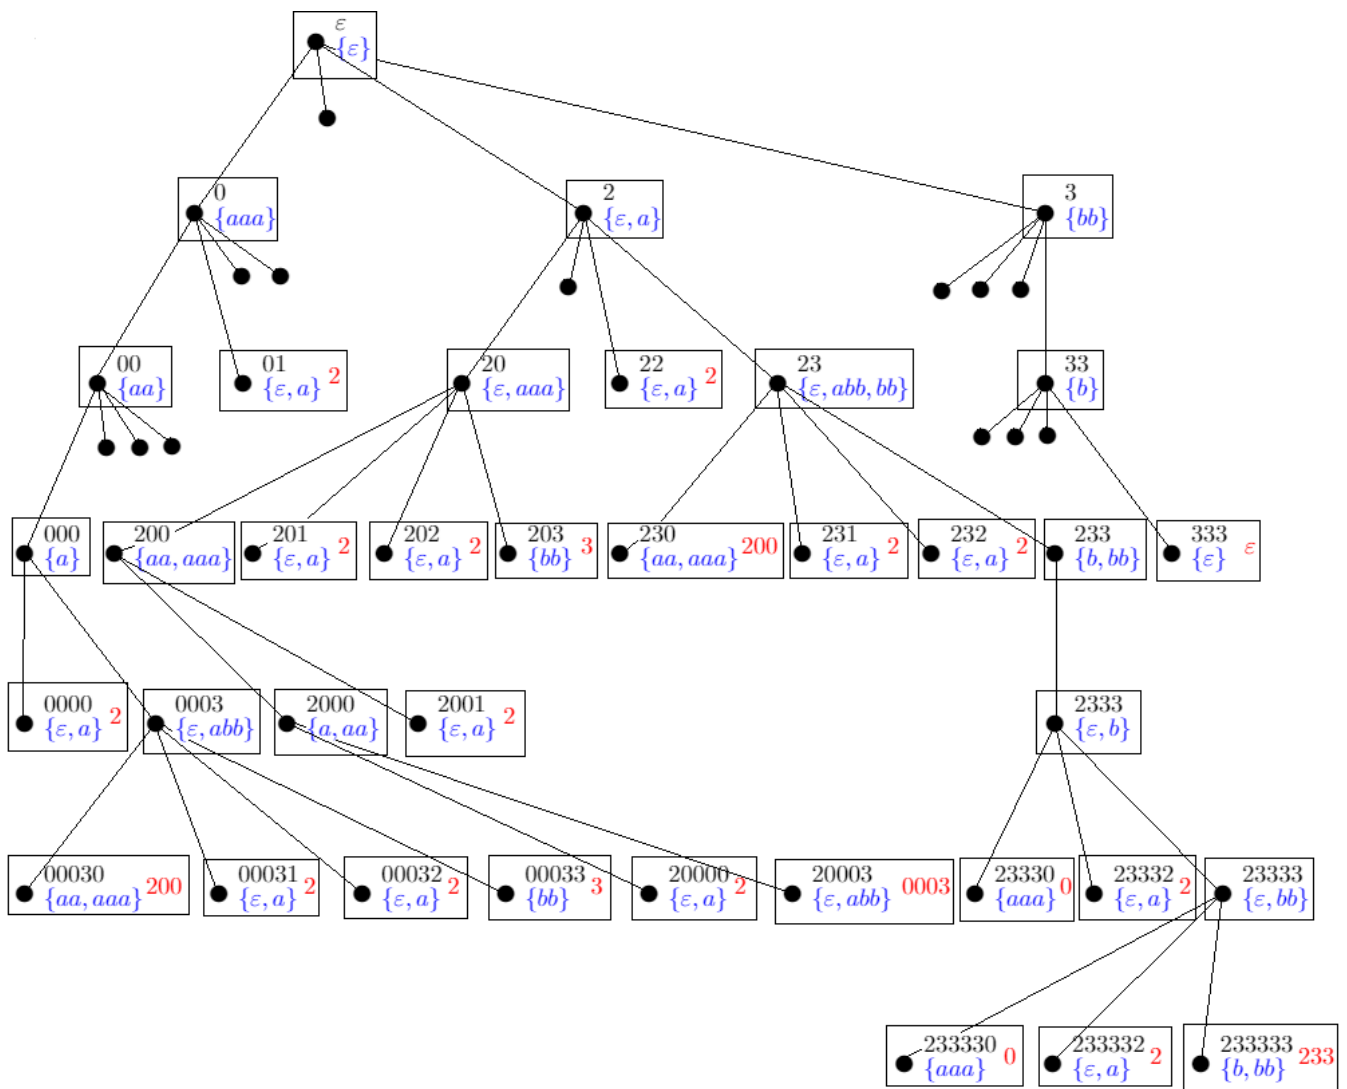 ε
{ε}
0
{aaa}
2
{ε, a}
3
{bb}
00
{aa}
01
{ε, a} 2
20
{ε, aaa}
22
{ε, a} 2
23
{ε, abb, bb}
33
{b}
000
{a}
200
{aa, aaa}
201
{ε, a} 2
202
{ε, a} 2
203
{bb} 3
230
{aa, aaa} 200
231
{ε, a} 2
232
{ε, a} 2
233
{b, bb}
333
{ε} ε
0000
{ε, a} 2
0003
{ε, abb}
2000
{a, aa}
2001
{ε, a} 2
2333
{ε, b}
00030
{aa, aaa} 200
00031
{ε, a} 2
00032
{ε, a} 2
00033
{bb} 3
20000
{ε, a} 2
20003
{ε, abb} 0003
23330
{aaa} 0
23332
{ε, a} 2
23333
{ε, bb}
233330
{aaa} 0
233332
{ε, a} 2
233333
{b, bb} 233